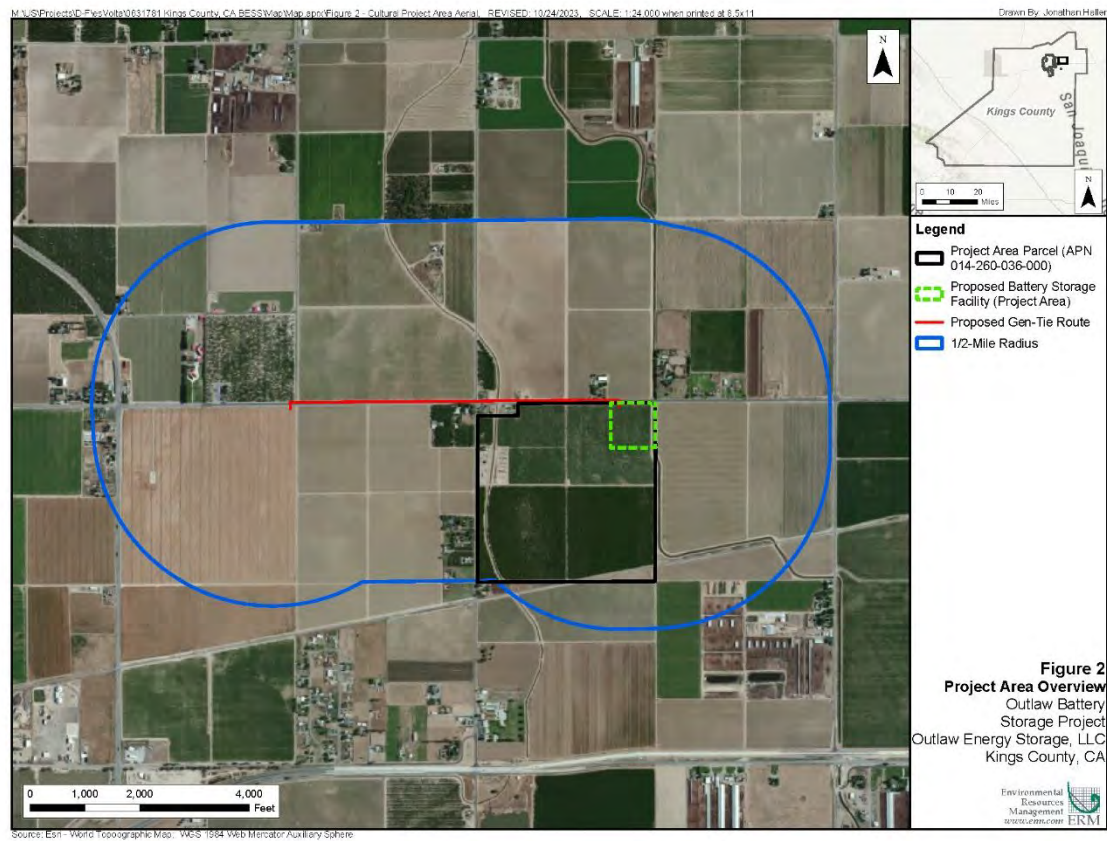 M:\US\Projects\D-F\esVolta\0631781 Kings County, CA BESS\Map\Map.aprx\Figure 2 - Cultural Project Area Aerial, REVISED: 10/24/2023, SCALE: 1:24,000 when printed at 8.5x11
Drawn By: Jonathan.Haller
N
Kings County
San Joaqui
0 10 20
Miles
N
Legend
Project Area Parcel (APN
014-260-036-000)
Proposed Battery Storage
Facility (Project Area)
Proposed Gen-Tie Route
1/2-Mile Radius
Figure 2
Project Area Overview
Outlaw Battery
Storage Project
Outlaw Energy Storage, LLC
Kings County, CA
Environmental
Resources
Management
www.erm.com ERM
0 1,000 2,000 4,000
Feet
Source: Esri - World Topographic Map; WGS 1984 Web Mercator Auxiliary Sphere